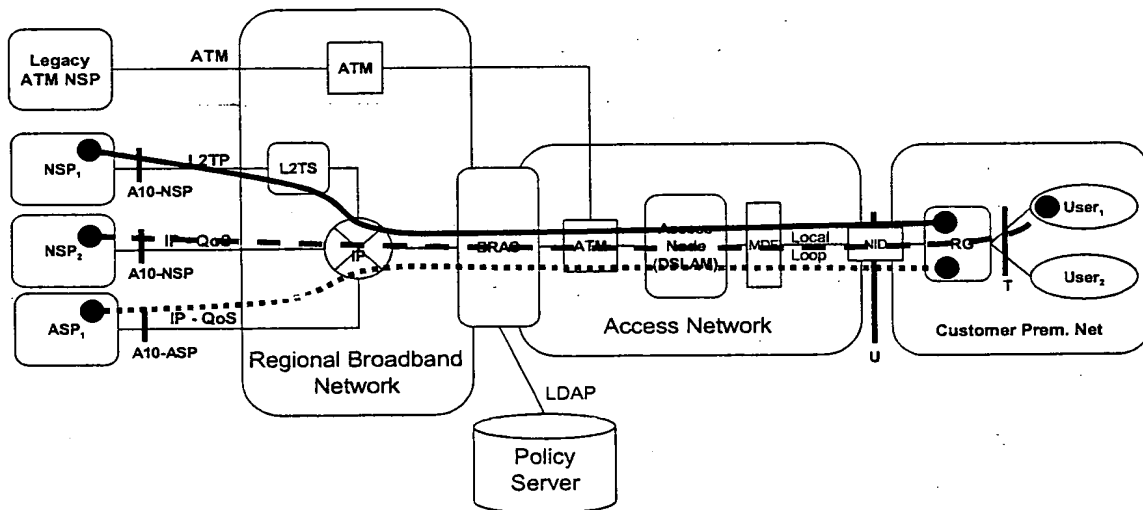 Legacy
ATM NSP
ATM
ATM
NSP1
L2TP
L2TS
A10-NSP
NSP2
IP-QoS
IP
A10-NSP
ASP1
IP - QoS
A10-ASP
Regional Broadband
Network
BRAS
ATM
Access
Node
(DSLAM)
MDF
Local
Loop
NID
Access Network
U
RG
T
User1
User2
Customer Prem. Net
LDAP
Policy
Server